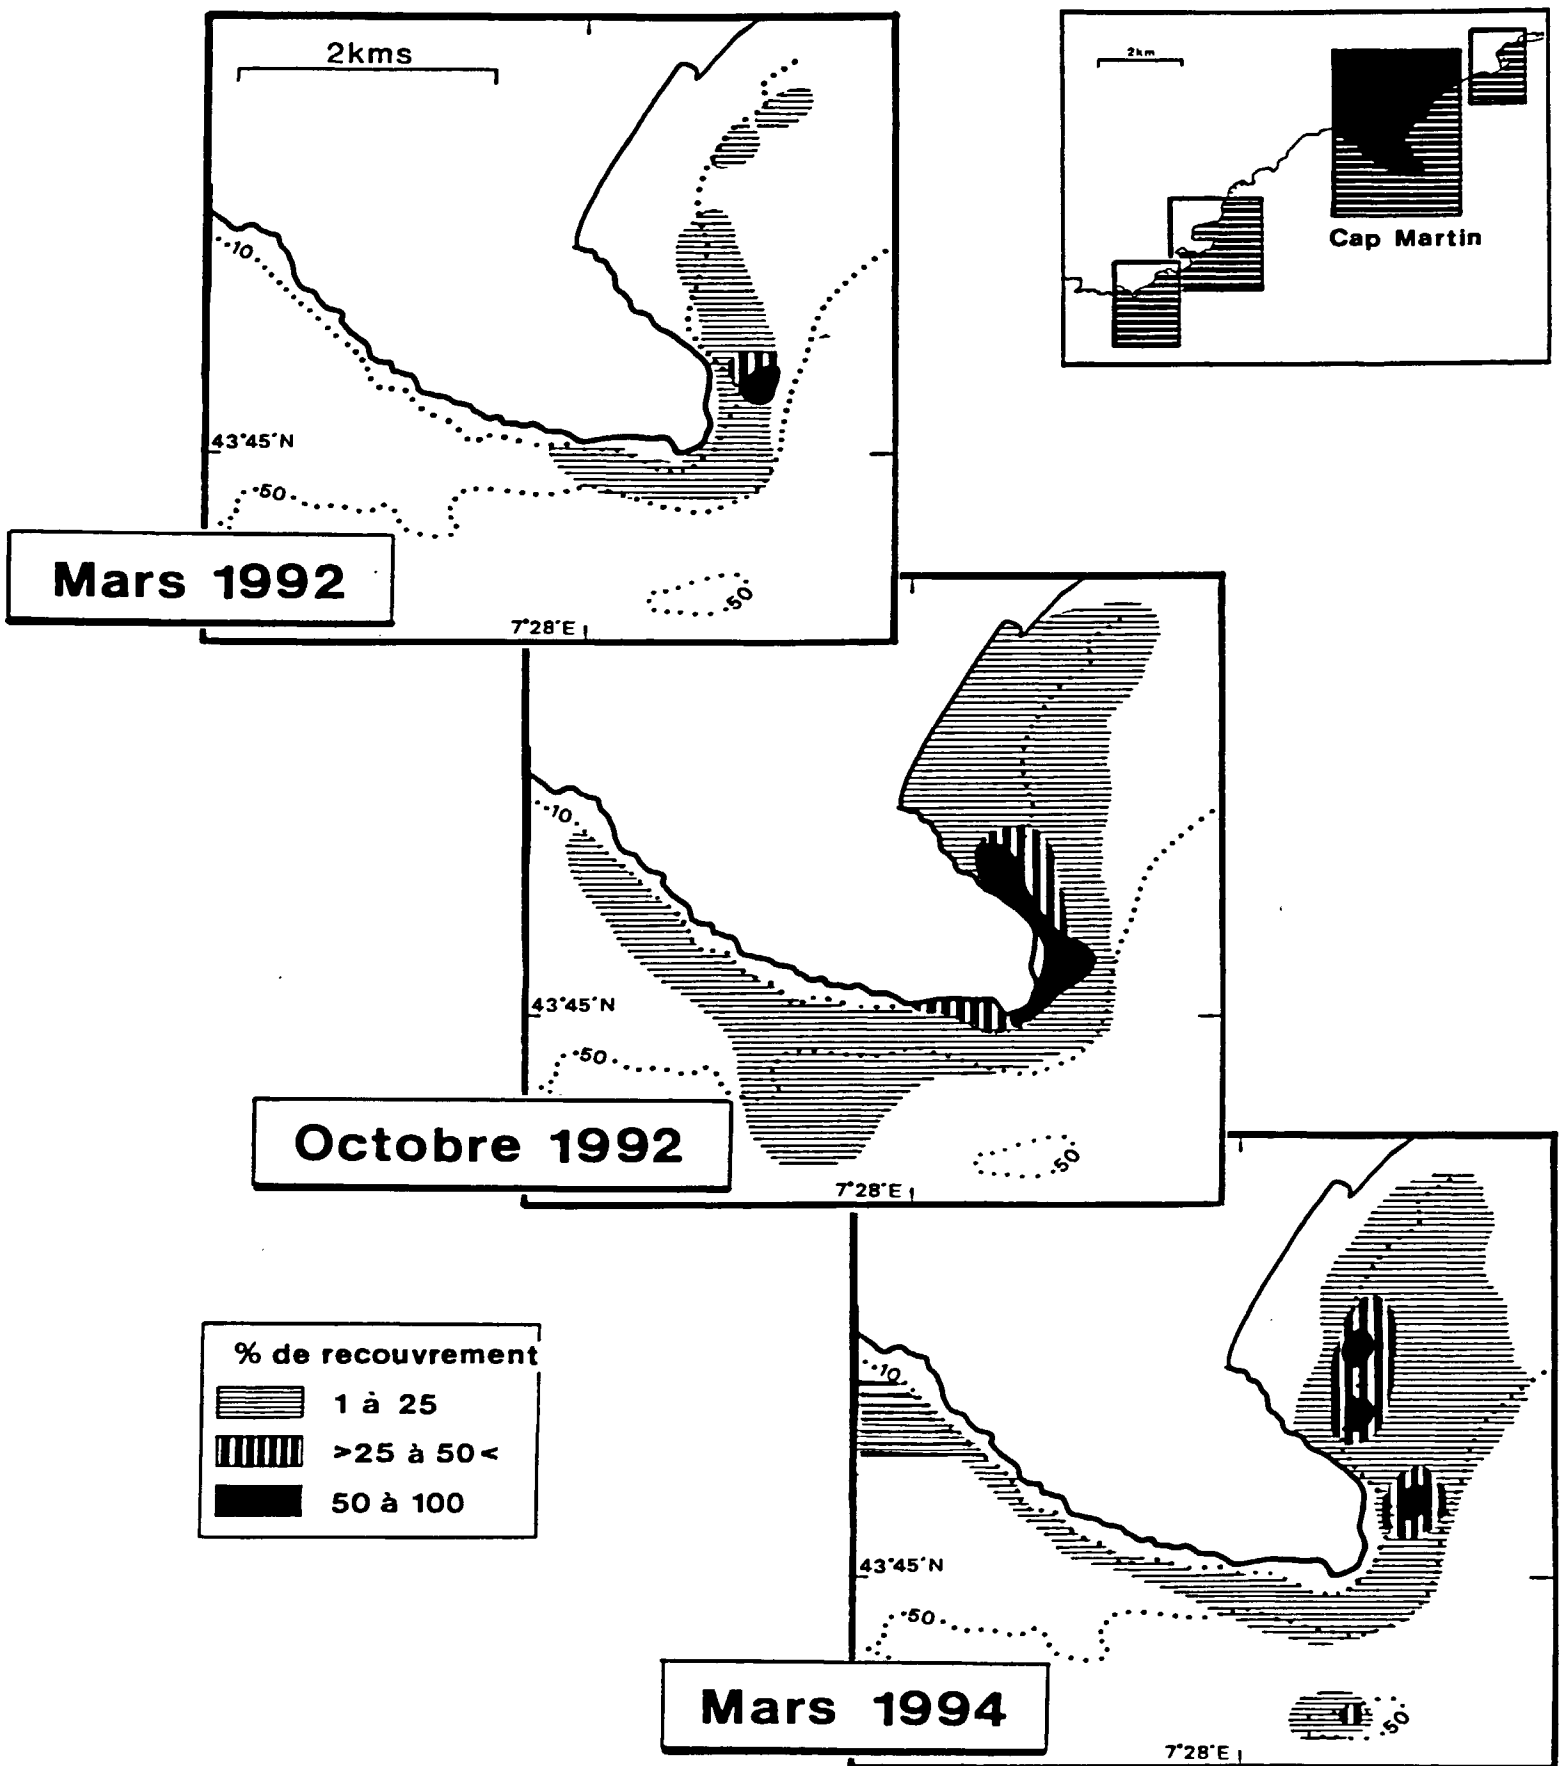 2kms
-10
43°45'N
50
50
7°28'E
Mars 1992
2km
Cap Martin
-10
43°45'N
50
50
7°28'E
Octobre 1992
-10
43°45'N
50
50
7°28'E
Mars 1994
% de recouvrement
1 à 25
>25 à 50<
50 à 100